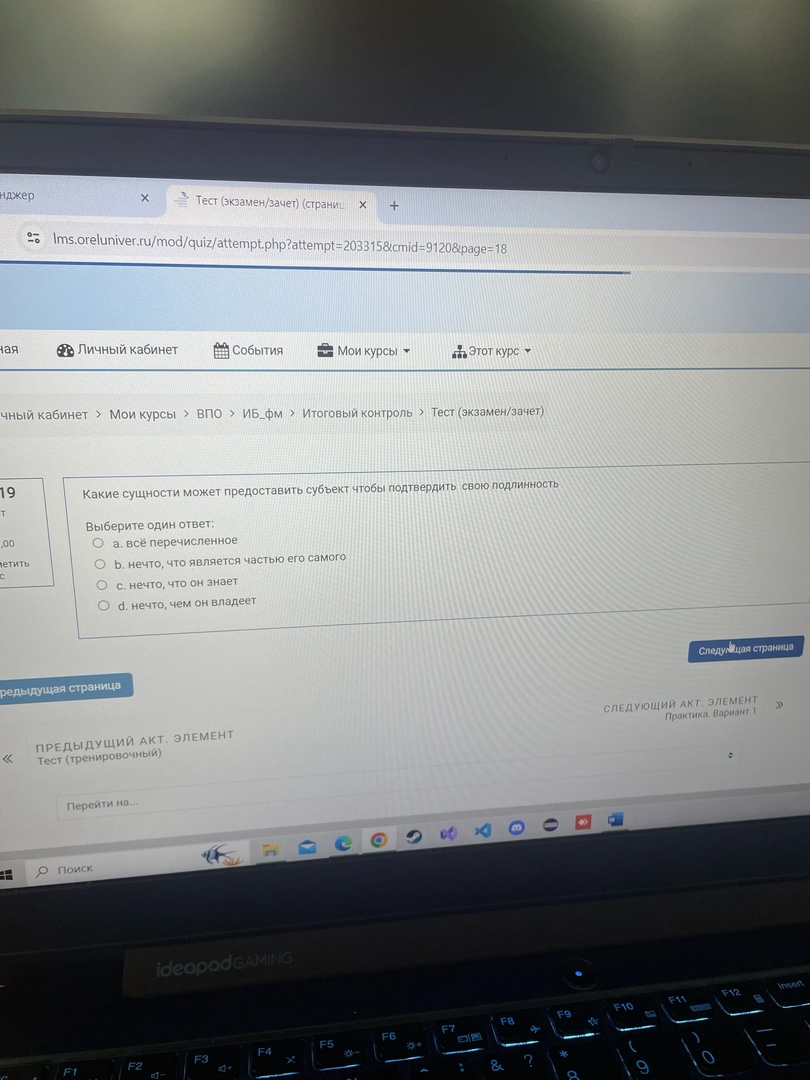 нджер
Тест (экзамен/зачет) (страни
lms.oreluniver.ru/mod/quiz/attempt.php?attempt=203315&cmid=9120&page=18
ная Личный кабинет События Мои курсы Этот курс
чный кабинет > Мои курсы > ВПО > ИБ_фм > Итоговый контроль > Тест (экзамен/зачет)
19
т
,00
метить
с
Какие сущности может предоставить субъект чтобы подтвердить свою подлинность
Выберите один ответ:
a. всё перечисленное
b. нечто, что является частью его самого
c. нечто, что он знает
d. нечто, чем он владеет
Следующая страница
редыдущая страница
СЛЕДУЮЩИЙ АКТ. ЭЛЕМЕНТ
Практика. Вариант 1
ПРЕДЫДУЩИЙ АКТ. ЭЛЕМЕНТ
Тест (тренировочный)
Перейти на...
Поиск
ideapad GAMING
F1 F2 F3 F4 F5 F6 F7 F8 F9 F10 F11 F12 Insert
& ? * ( )
8 9 0